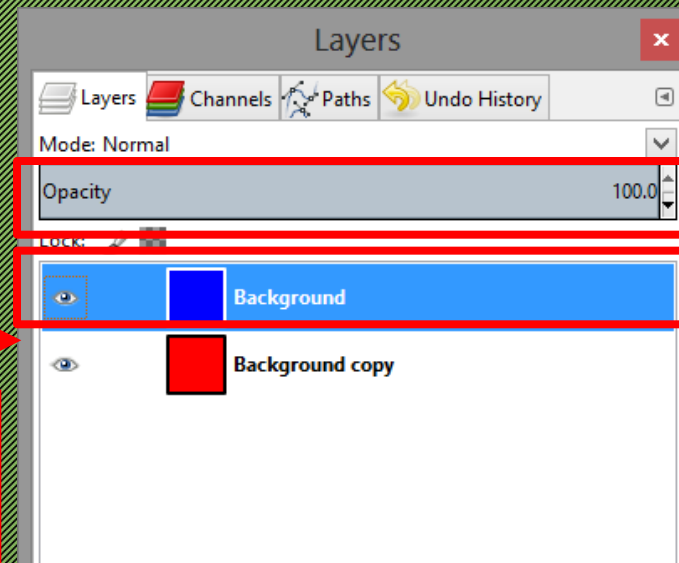 Layers
Layers Channels Paths Undo History
Mode: Normal
Opacity 100.0
Lock:
Background
Background copy